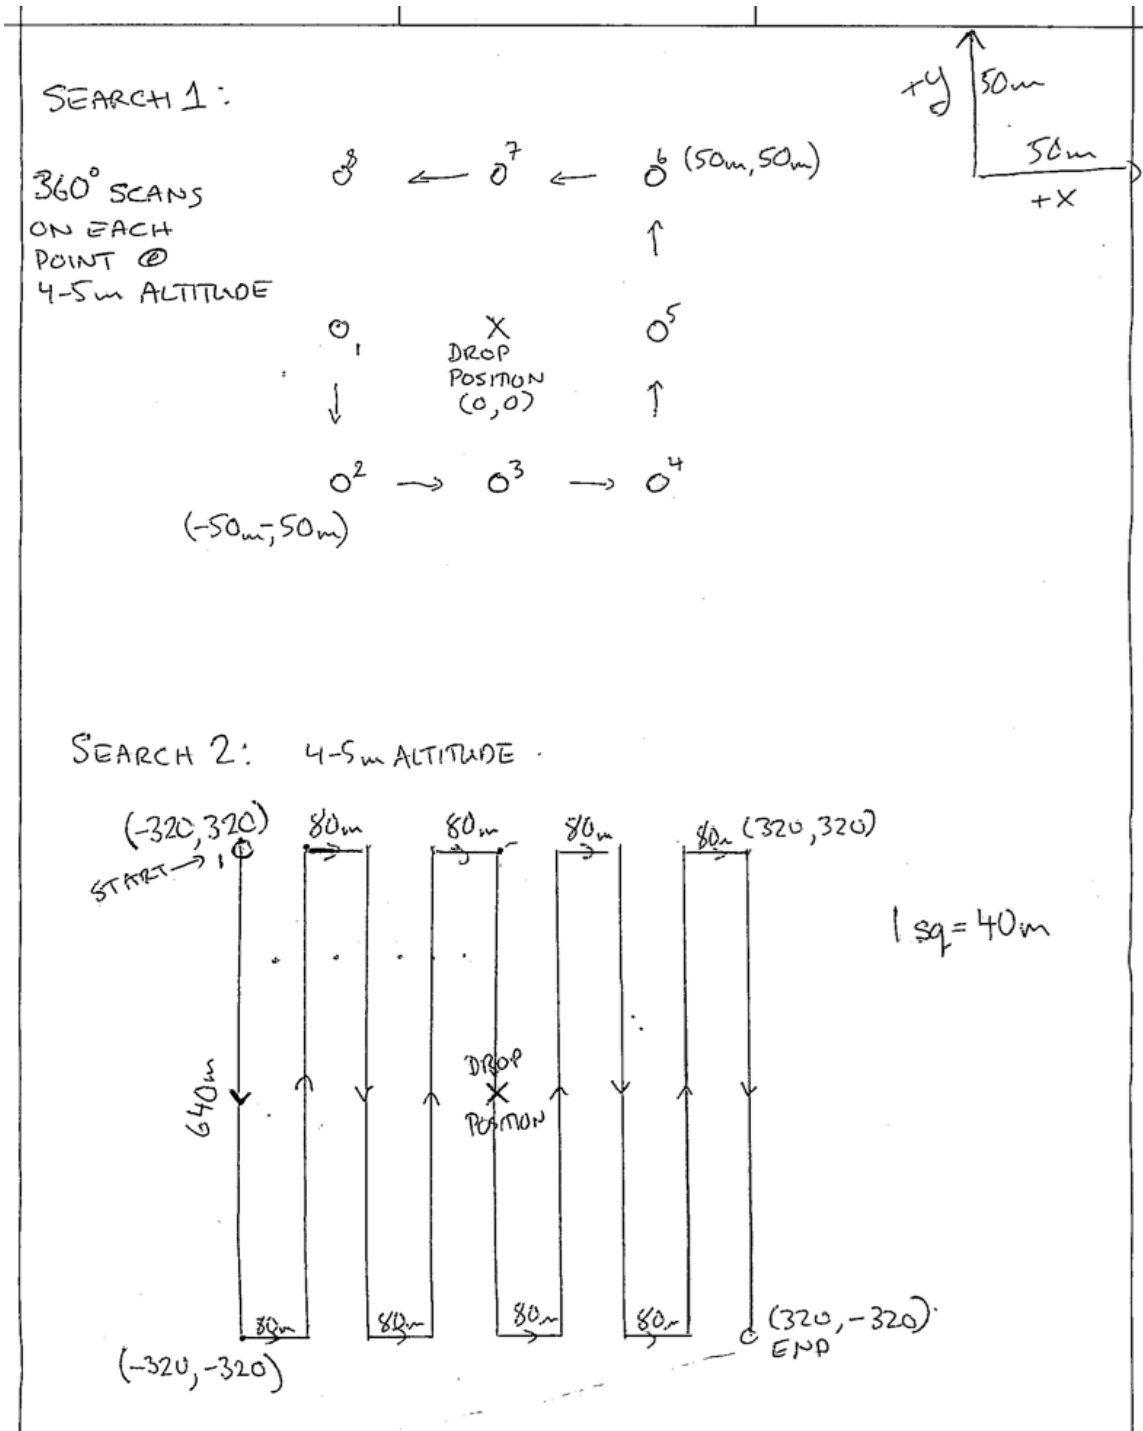 SEARCH 1:
+y
50m
50m
+X
8
7
6 (50m, 50m)
360° SCANS
ON EACH
POINT @
4-5m ALTITUDE
1
X
5
DROP
POSITION
(0,0)
2
3
4
(-50m,-50m)
SEARCH 2: 4-5m ALTITUDE
(-320,320)
80m
80m
80m
80m (320,320)
START
1
1 sq = 40m
640m
DROP
X
POSITION
80m
80m
80m
80m
(320,-320)
END
(-320,-320)